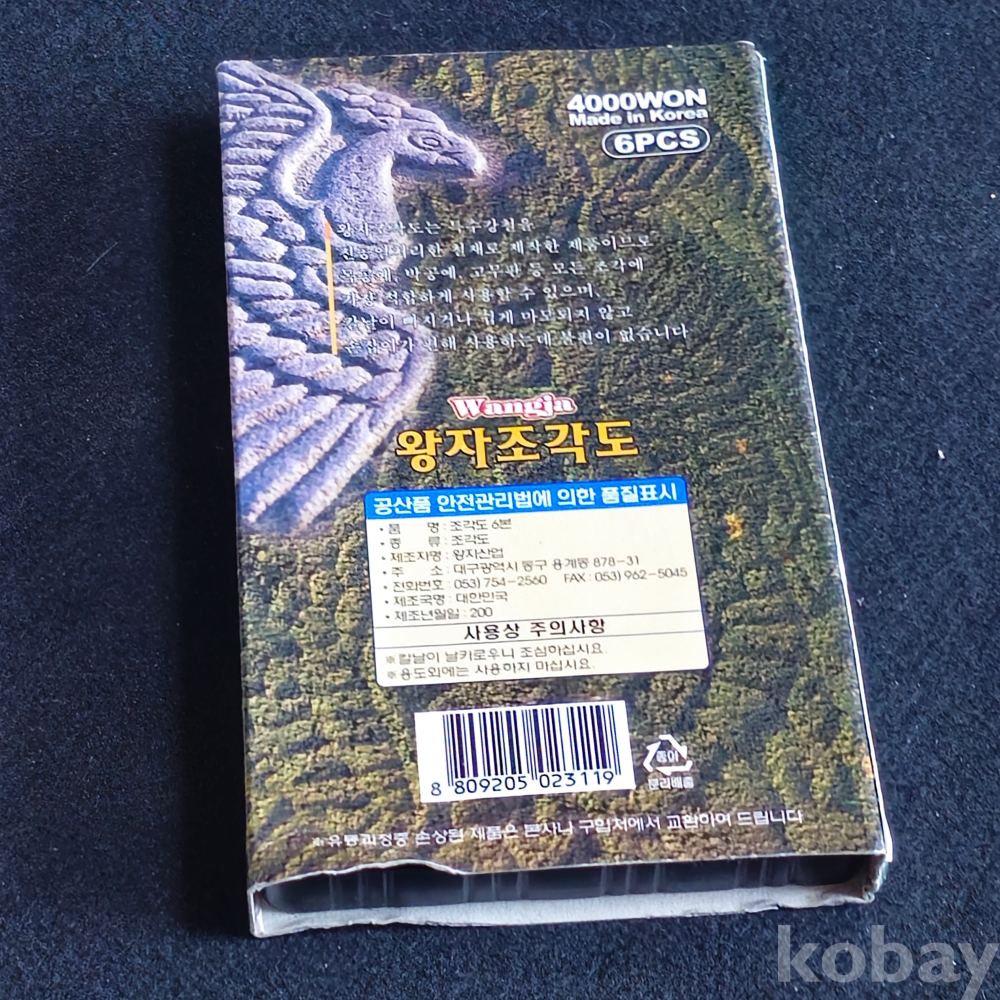 4000WON
Made in Korea
6PCS
왕자조각도는 특수강철을
진공열처리한 철재로 제작한 제품이므로
목공예, 박공예, 고무판 등 모든 조각에
가장 적합하게 사용할 수 있으며,
칼날이 빠지거나 쉽게 마모되지 않고
손잡이가 편해 사용하는데 불편이 없습니다
Wangja
왕자조각도
공산품 안전관리법에 의한 품질표시
• 품 명 : 조각도 6본
• 종 류 : 조각도
• 제조자명 : 왕자산업
• 주 소 : 대구광역시 동구 용계동 878-31
• 전화번호 : 053) 754-2560 FAX : 053) 962-5045
• 제조국명 : 대한민국
• 제조년월일 : 200
사용상 주의사항
※칼날이 날카로우니 조심하십시요.
※용도외에는 사용하지 마십시요.
8 809205 023119
종이
분리배출
※유통과정중 손상된 제품은 본사나 구입처에서 교환하여 드립니다
kobay